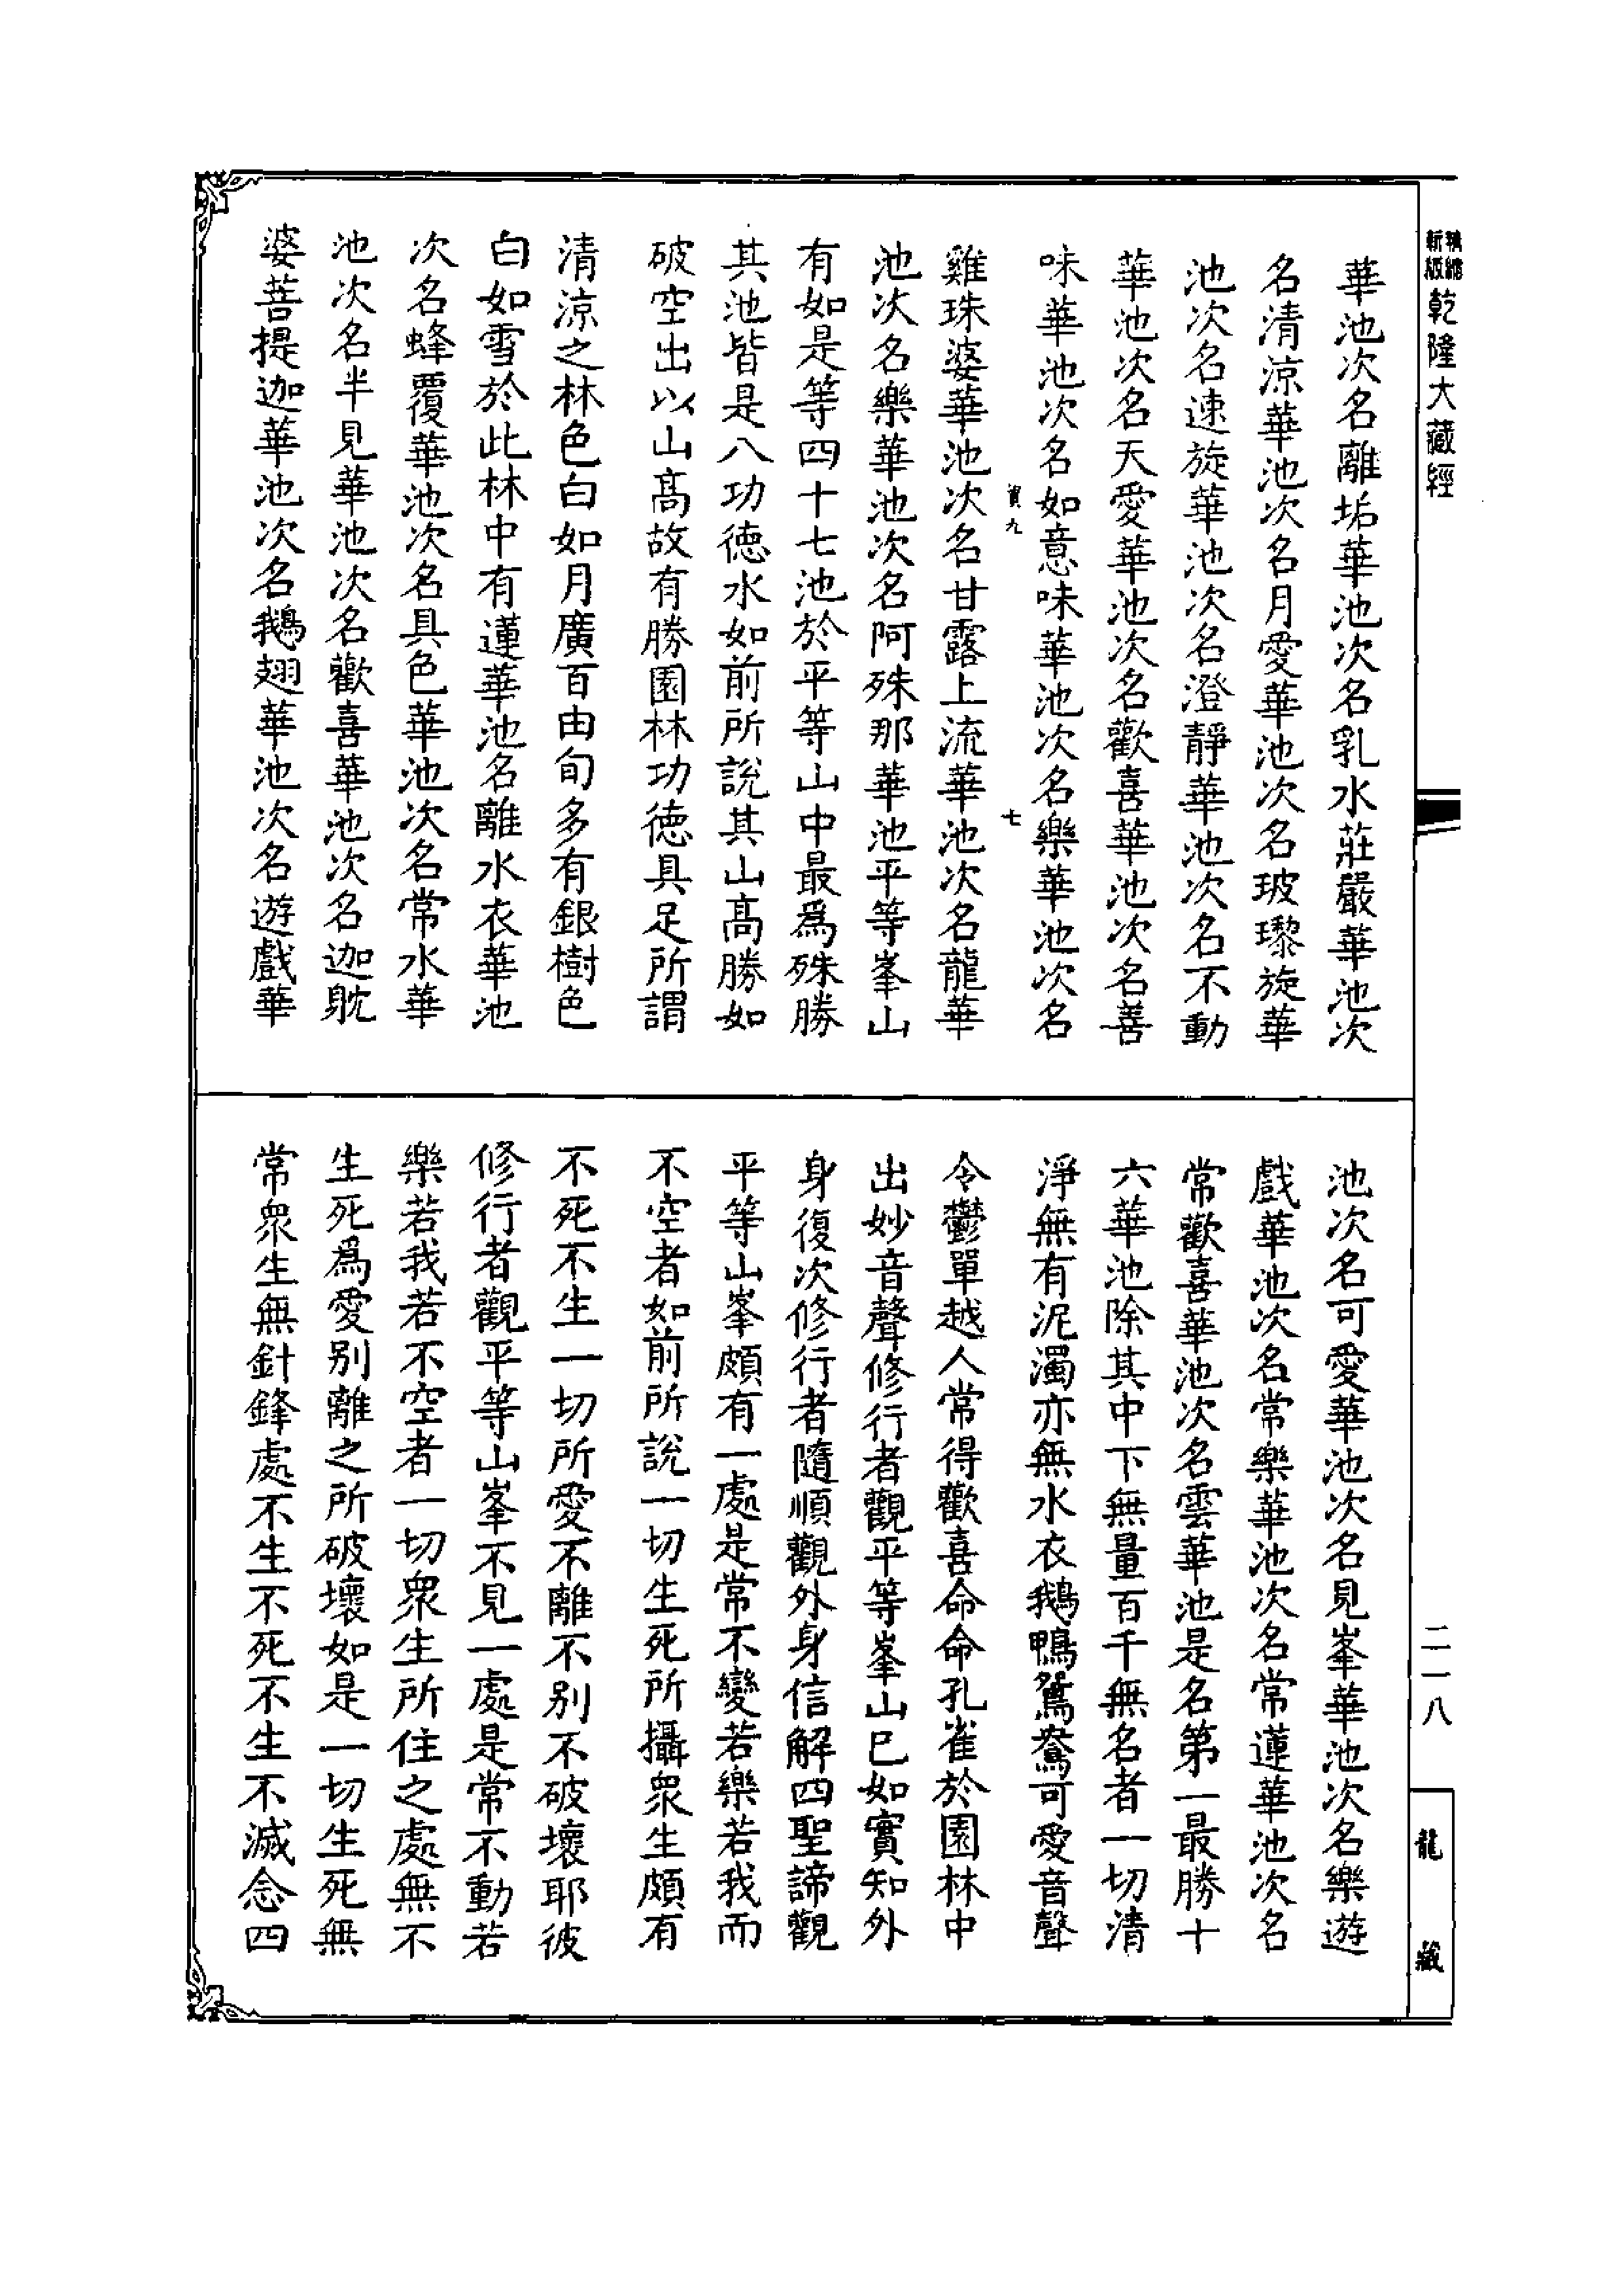 精縮
新版
乾隆大藏經
華池次名離垢華池次名乳水莊嚴華池次
名清涼華池次名月愛華池次名玻瓈旋華
池次名速旋華池次名澄靜華池次名不動
華池次名天愛華池次名歡喜華池次名善
味華池次名如意味華池次名樂華池次名
雞珠婆華池次名甘露上流華池次名龍華
池次名樂華池次名阿殊那華池平等峯山
有如是等四十七池於平等山中最爲殊勝
其池皆是八功德水如前所說其山高勝如
破空出以山高故有勝園林功德具足所謂
清涼之林色白如月廣百由旬多有銀樹色
白如雪於此林中有蓮華池名離水衣華池
次名蜂覆華池次名具色華池次名常水華
池次名半見華池次名歡喜華池次名迦躭
婆菩提迦華池次名鵝翅華池次名遊戲華
資九
七
池次名可愛華池次名見峯華池次名樂遊
戲華池次名常樂華池次名常蓮華池次名
常歡喜華池次名雲華池是名第一最勝十
六華池除其中下無量百千無名者一切清
淨無有泥濁亦無水衣鵝鴨鴛鴦可愛音聲
令鬱單越人常得歡喜命命孔雀於園林中
出妙音聲修行者觀平等峯山已如實知外
身復次修行者隨順觀外身信解四聖諦觀
平等山峯頗有一處是常不變若樂若我而
不空者如前所說一切生死所攝衆生頗有
不死不生一切所愛不離不別不破壞耶彼
修行者觀平等山峯不見一處是常不動若
樂若我若不空者一切衆生所住之處無不
生死爲愛別離之所破壞如是一切生死無
常衆生無針鋒處不生不死不生不滅念四
二一八
龍藏